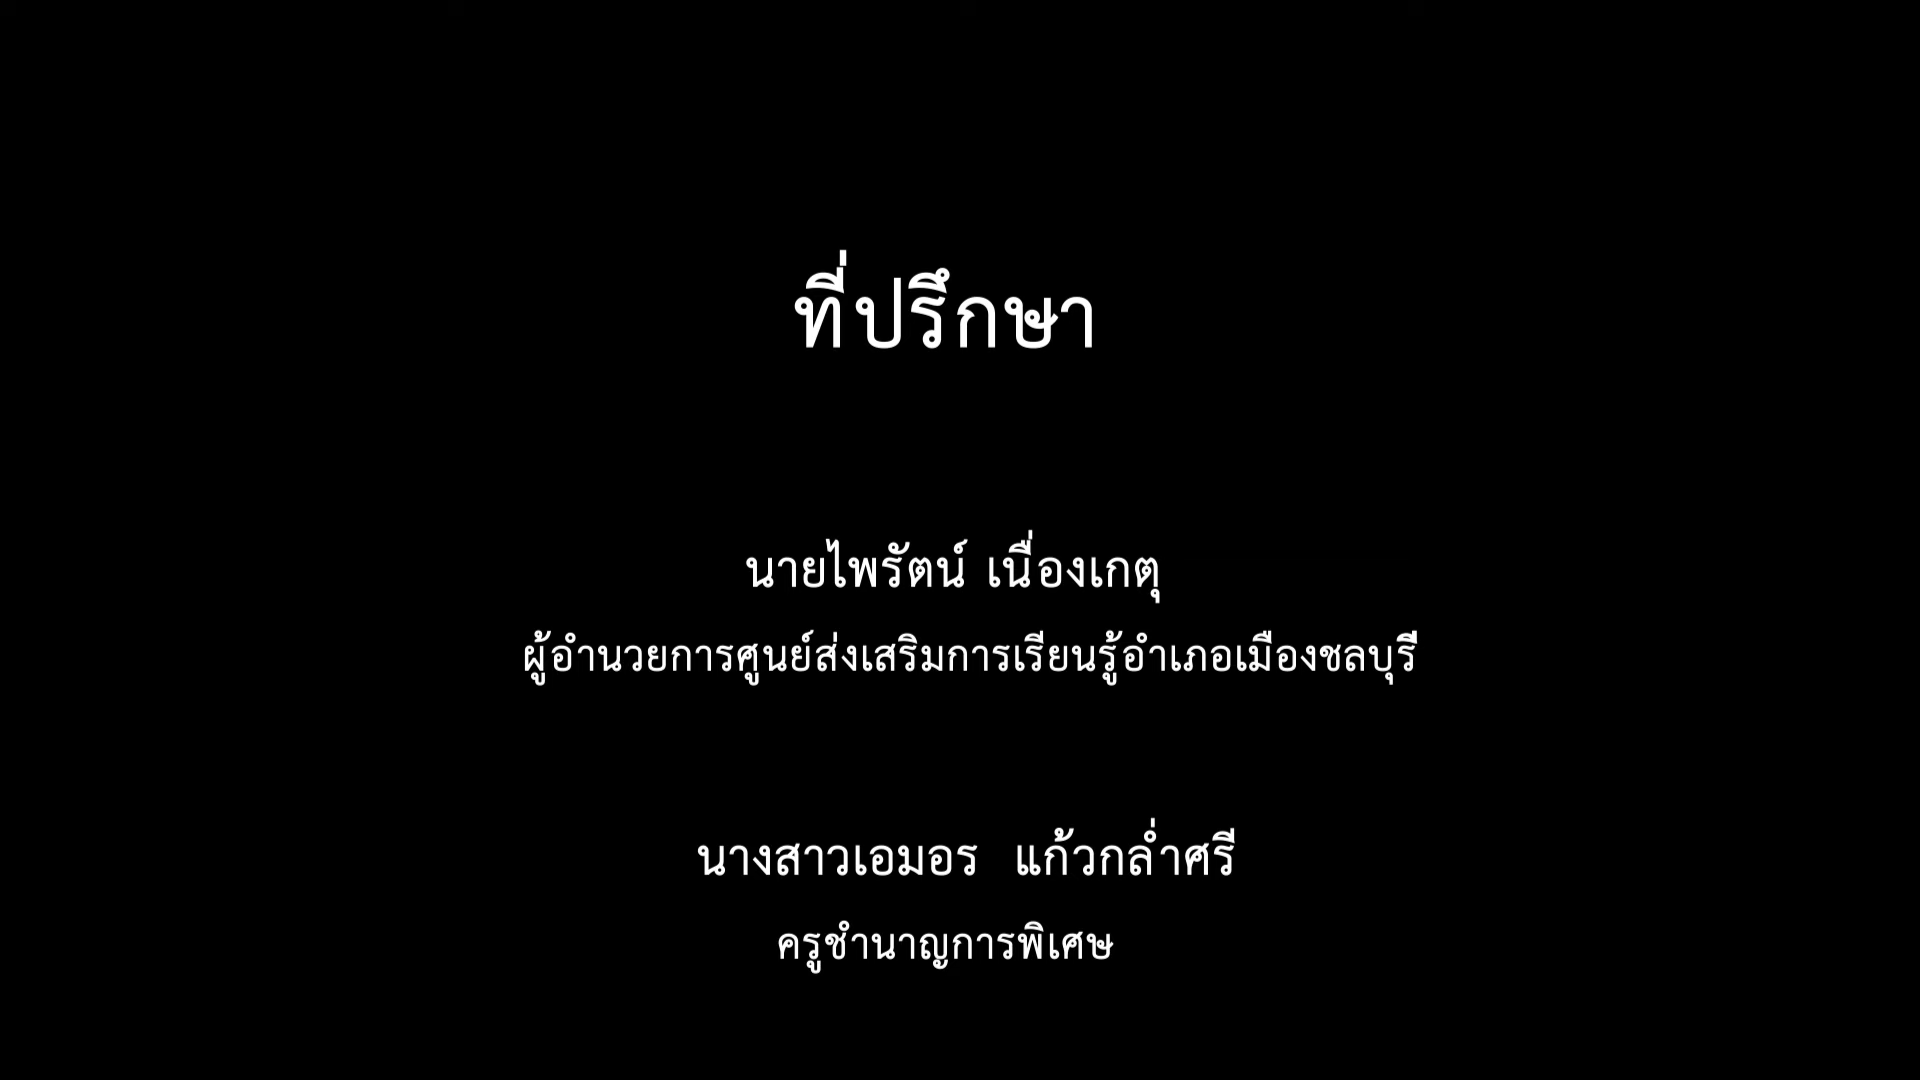 ที่ปรึกษา
นายไพรัตน์ เนื่องเกตุ
ผู้อำนวยการศูนย์ส่งเสริมการเรียนรู้อำเภอเมืองชลบุรี
นางสาวเอมอร แก้วกล่ำศรี
ครูชำนาญการพิเศษ